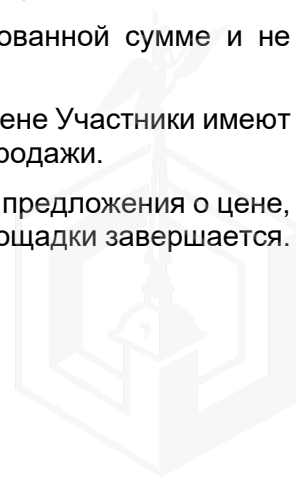 ованной сумме и не
ене Участники имеют
родажи.
предложения о цене,
ощадки завершается.